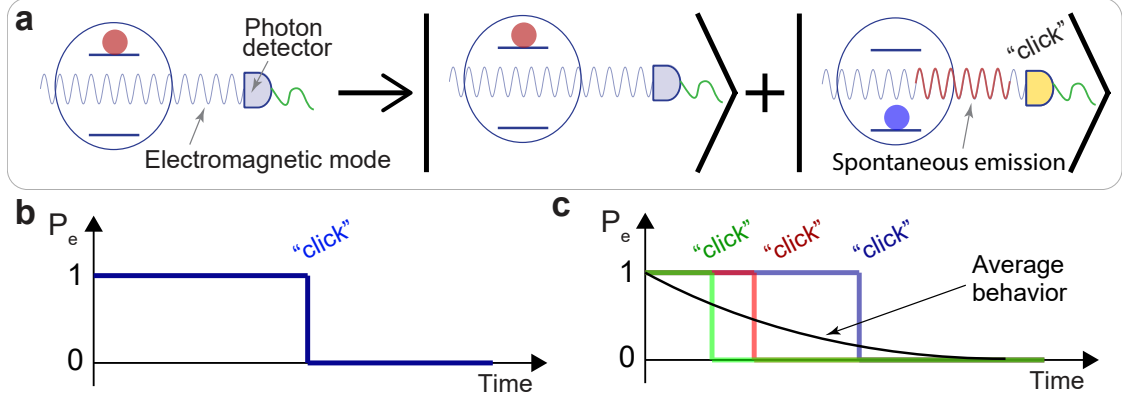 a
Photon
detector
Electromagnetic mode
+
“click”
Spontaneous emission
b
Pe
1
0
“click”
Time
c
Pe
1
0
“click”
“click”
“click”
Average
behavior
Time